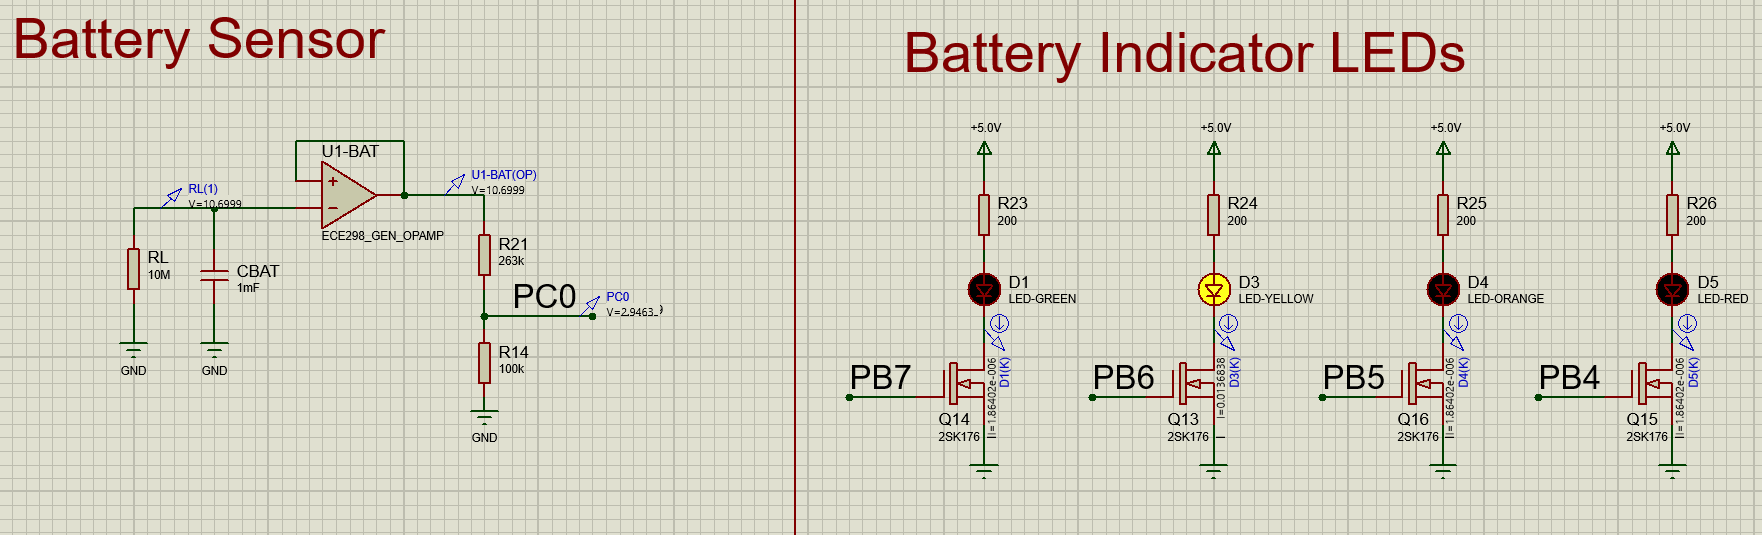 Battery Sensor
U1-BAT
+
−
ECE298_GEN_OPAMP
RL(1)
V=10.6999
U1-BAT(OP)
V=10.6999
RL
10M
CBAT
1mF
GND
GND
R21
263k
PC0
PC0
V=2.9463
R14
100k
GND
Battery Indicator LEDs
+5.0V
+5.0V
+5.0V
+5.0V
R23
200
R24
200
R25
200
R26
200
D1
LED-GREEN
D3
LED-YELLOW
D4
LED-ORANGE
D5
LED-RED
PB7
Q14
2SK176
D1(K)
I=1.86402e-006
PB6
Q13
2SK176
D3(K)
I=0.0136838
PB5
Q16
2SK176
D4(K)
I=1.86402e-006
PB4
Q15
2SK176
D5(K)
I=1.86402e-006